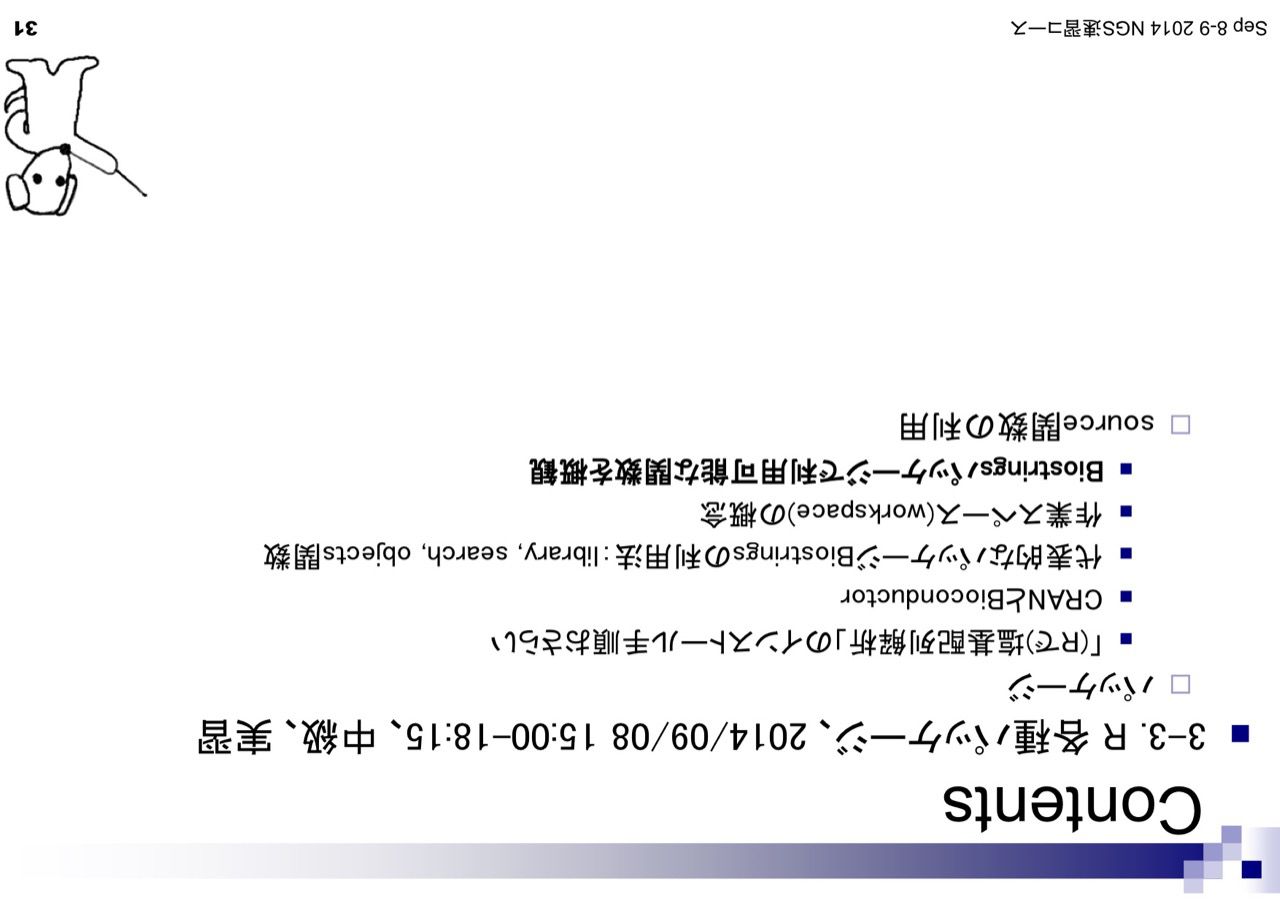 Contents
3-3. R 各種パッケージ、2014/09/08 15:00-18:15、中級、実習
パッケージ
「(Rで)塩基配列解析」のインストール手順おさらい
CRANとBioconductor
代表的なパッケージBiostringsの利用法:library, search, objects関数
作業スペース(workspace)の概念
Biostringsパッケージで利用可能な関数を概観
source関数の利用
Sep 8-9 2014 NGS速習コース
31